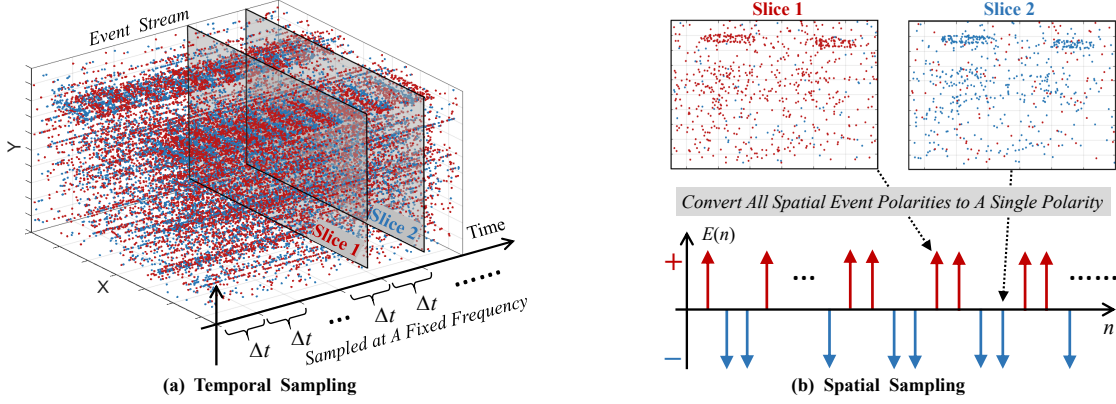 Event Stream
Y
X
Slice 1
Slice 2
Time
Δt
Δt
...
Δt
Δt
......
Sampled at A Fixed Frequency
(a) Temporal Sampling
Slice 1
Slice 2
Convert All Spatial Event Polarities to A Single Polarity
E(n)
+
...
.......
n
−
(b) Spatial Sampling